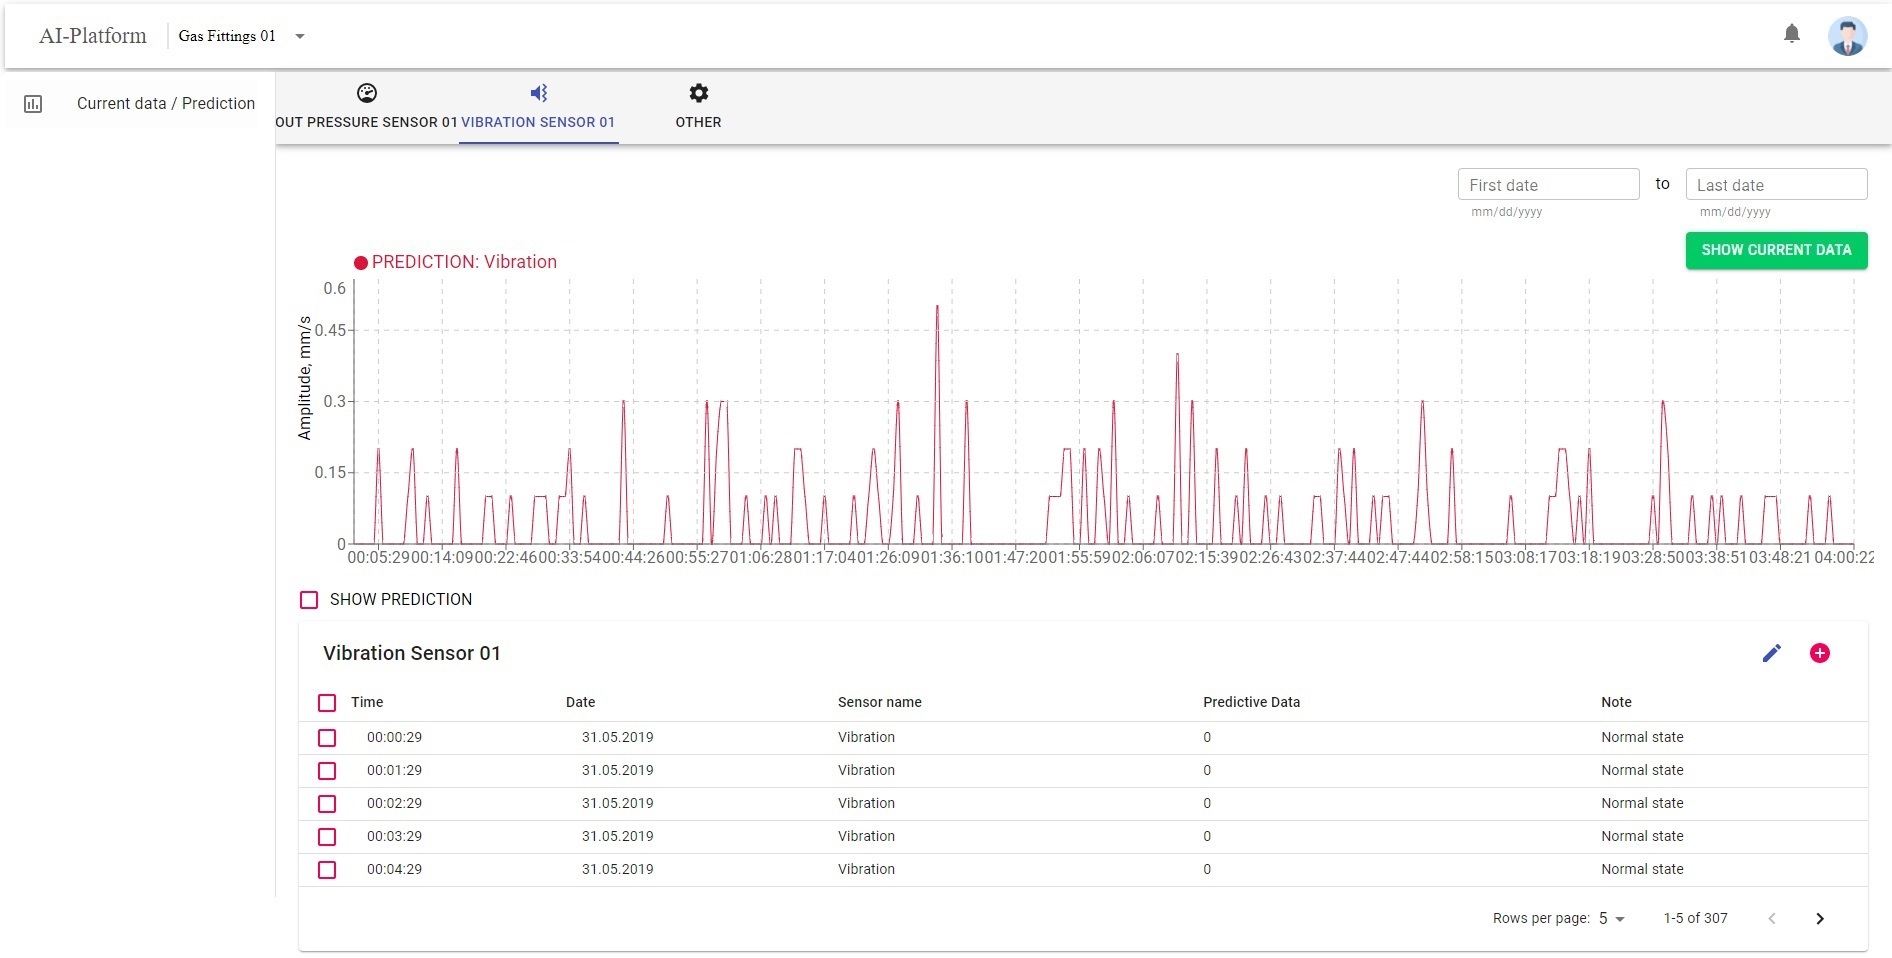 AI-Platform Gas Fittings 01
Current data / Prediction
OUT PRESSURE SENSOR 01 VIBRATION SENSOR 01 OTHER
First date to Last date
mm/dd/yyyy mm/dd/yyyy
SHOW CURRENT DATA
PREDICTION: Vibration
Amplitude, mm/s
0.6
0.45
0.3
0.15
0
00:05:29 00:14:09 00:22:46 00:33:54 00:44:26 00:55:27 01:06:28 01:17:04 01:26:09 01:36:10 01:47:20 01:55:59 02:06:07 02:15:39 02:26:43 02:37:44 02:47:44 02:58:15 03:08:17 03:18:19 03:28:50 03:38:51 03:48:21 04:00:22
SHOW PREDICTION
Vibration Sensor 01
Time Date Sensor name Predictive Data Note
00:00:29 31.05.2019 Vibration 0 Normal state
00:01:29 31.05.2019 Vibration 0 Normal state
00:02:29 31.05.2019 Vibration 0 Normal state
00:03:29 31.05.2019 Vibration 0 Normal state
00:04:29 31.05.2019 Vibration 0 Normal state
Rows per page: 5 1-5 of 307